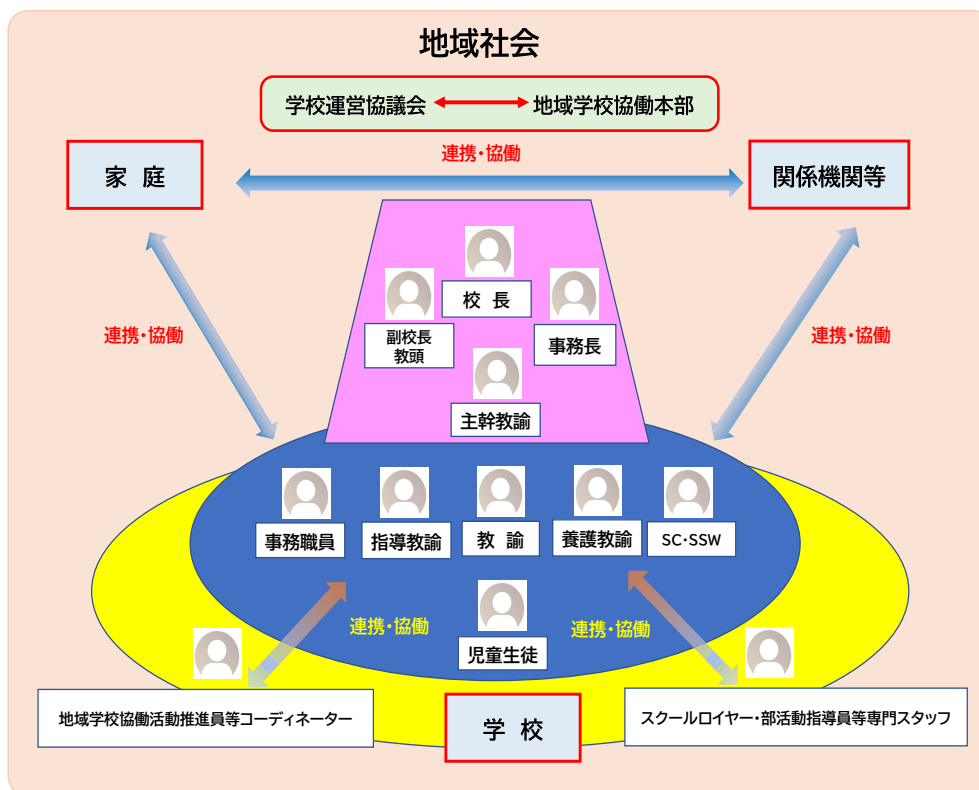 地域社会
学校運営協議会 地域学校協働本部
連携・協働
家 庭
関係機関等
校 長
副校長
教頭
事務長
連携・協働
連携・協働
主幹教諭
事務職員
指導教諭
教 諭
養護教諭
SC・SSW
連携・協働
連携・協働
児童生徒
地域学校協働活動推進員等コーディネーター
スクールロイヤー・部活動指導員等専門スタッフ
学 校